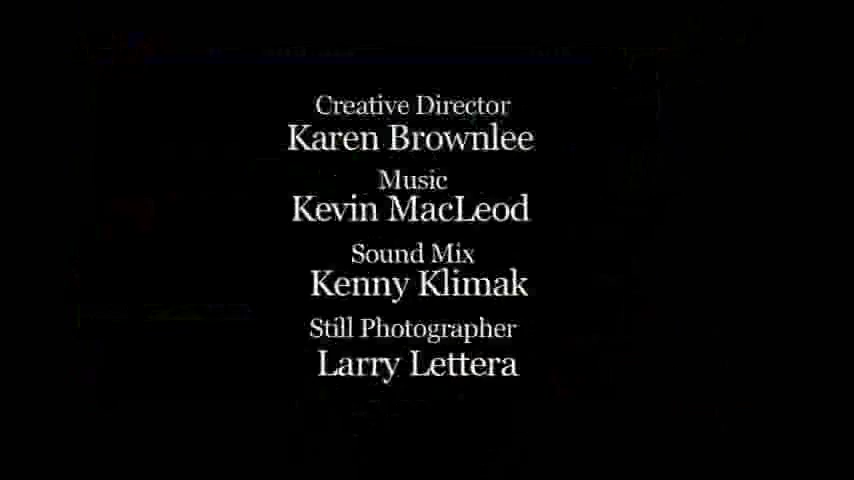 Creative Director
Karen Brownlee
Music
Kevin MacLeod
Sound Mix
Kenny Klimak
Still Photographer
Larry Lettera